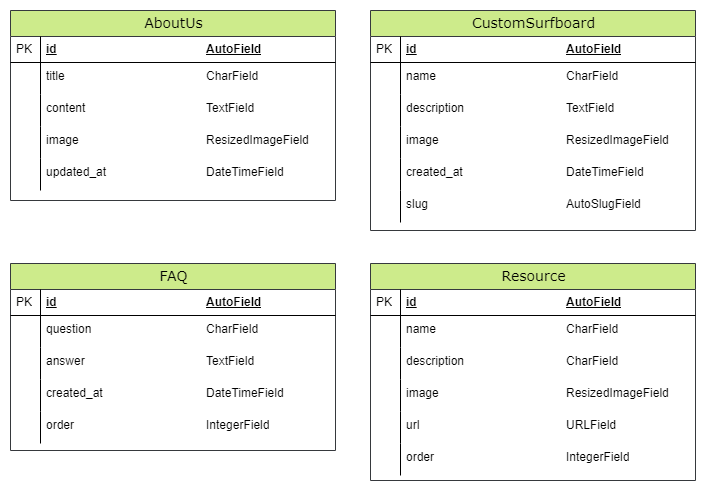 AboutUs
PK id AutoField
title CharField
content TextField
image ResizedImageField
updated_at DateTimeField
CustomSurfboard
PK id AutoField
name CharField
description TextField
image ResizedImageField
created_at DateTimeField
slug AutoSlugField
FAQ
PK id AutoField
question CharField
answer TextField
created_at DateTimeField
order IntegerField
Resource
PK id AutoField
name CharField
description CharField
image ResizedImageField
url URLField
order IntegerField